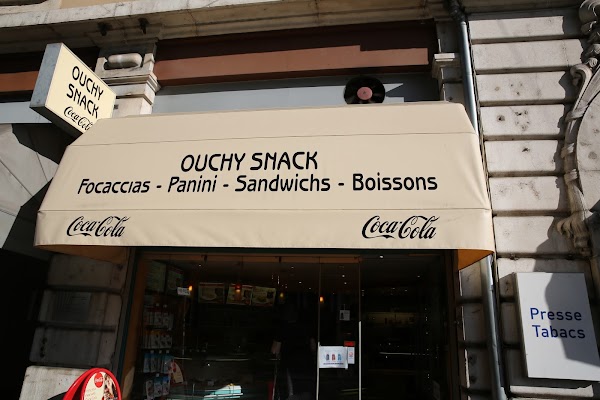 OUCHY
SNACK
Coca-Cola
OUCHY SNACK
Focaccias - Panini - Sandwichs - Boissons
Coca-Cola
Coca-Cola
Presse
Tabacs